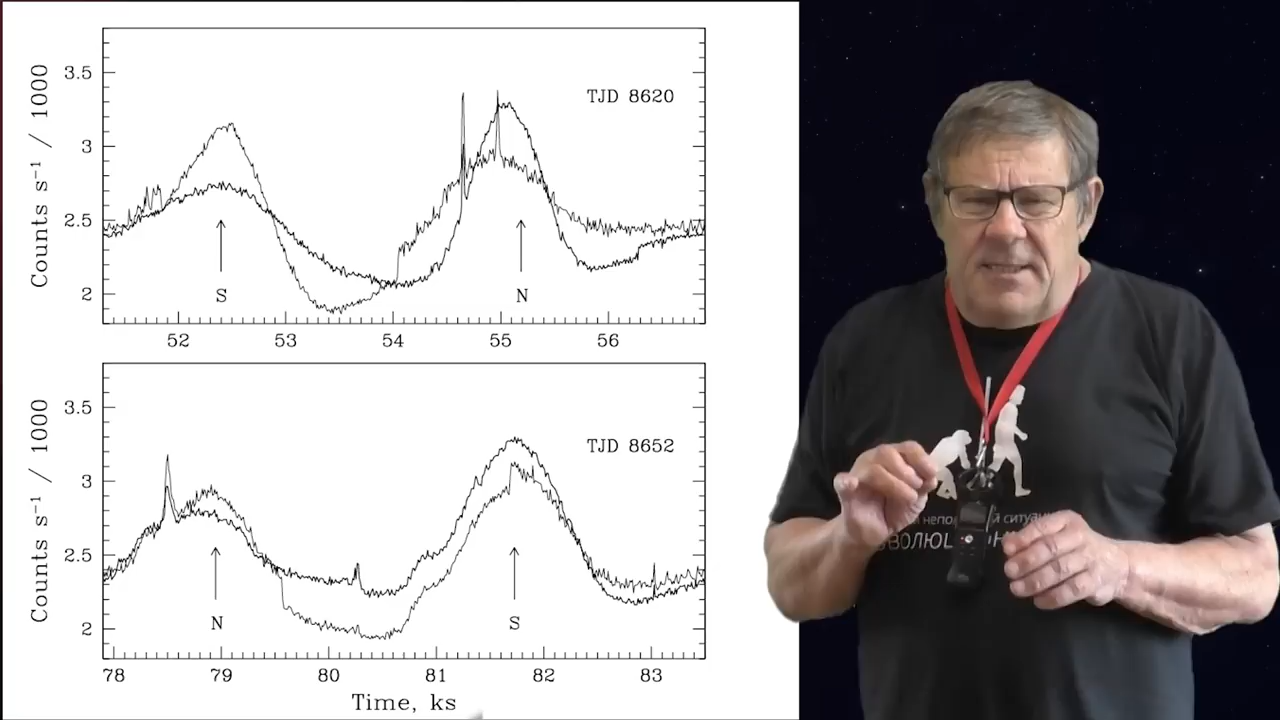 TJD 8620
Counts s⁻¹ / 1000
3.5
3
2.5
2
S
N
52
53
54
55
56
TJD 8652
Counts s⁻¹ / 1000
3.5
3
2.5
2
N
S
78
79
80
81
82
83
Time, ks